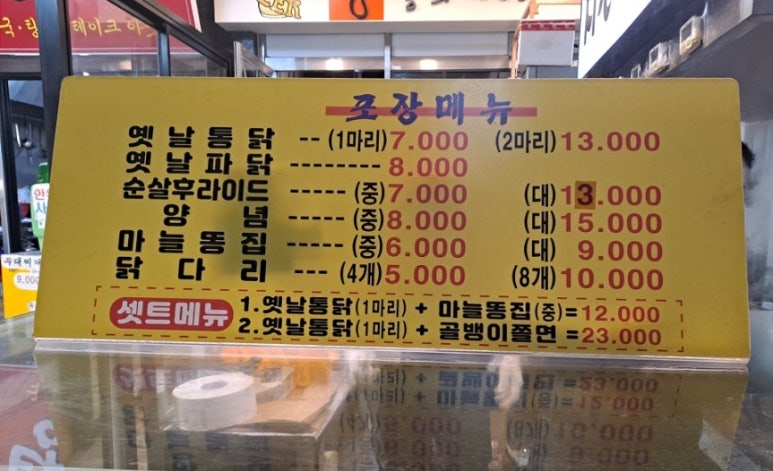 포장메뉴
옛날통닭 -- (1마리) 7.000 (2마리) 13.000
옛날파닭 -------- 8.000
순살후라이드 ----- (중) 7.000 (대) 13.000
양념 ----- (중) 8.000 (대) 15.000
마늘똥집 ----- (중) 6.000 (대) 9.000
닭다리 ---- (4개) 5.000 (8개) 10.000
셋트메뉴
1.옛날통닭(1마리) + 마늘똥집(중)=12.000
2.옛날통닭(1마리) + 골뱅이쫄면 =23.000
9,000